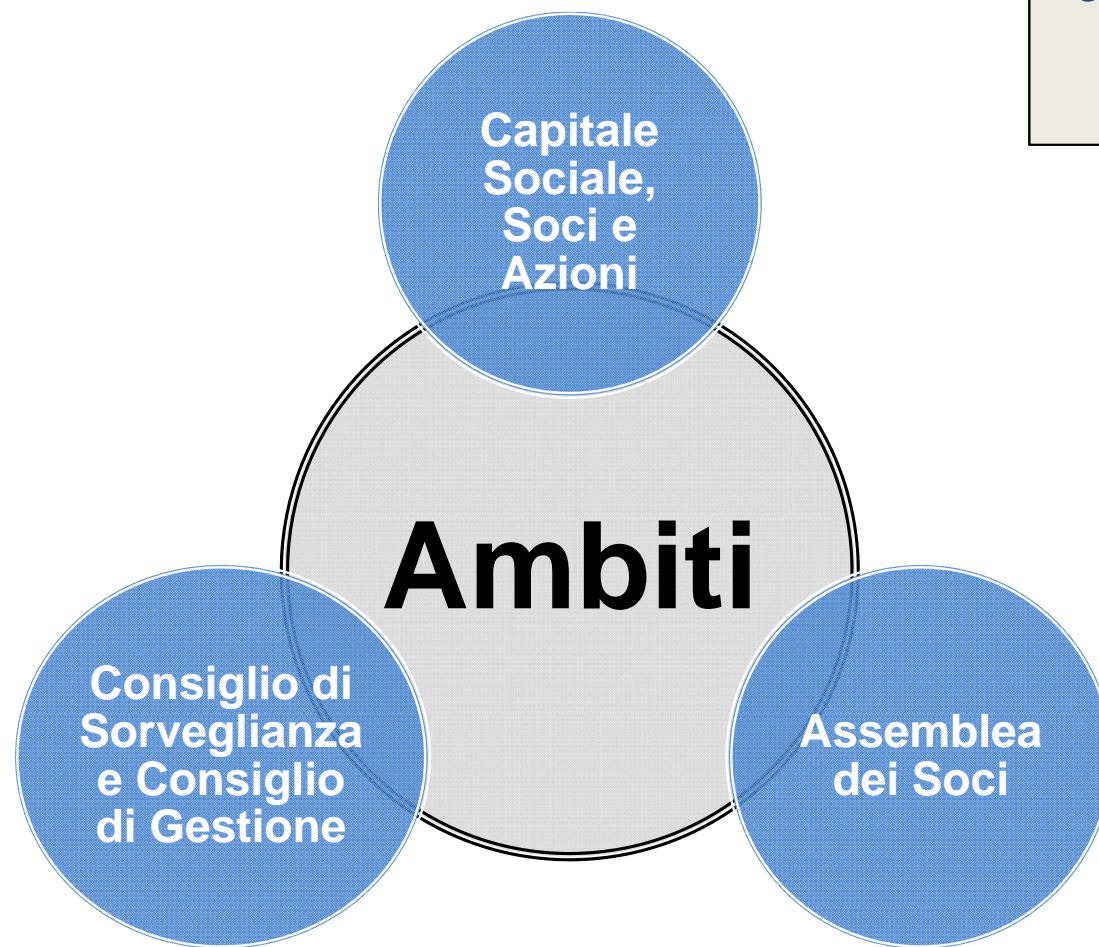 Capitale
Sociale,
Soci e
Azioni
Ambiti
Consiglio di
Sorveglianza
e Consiglio
di Gestione
Assemblea
dei Soci